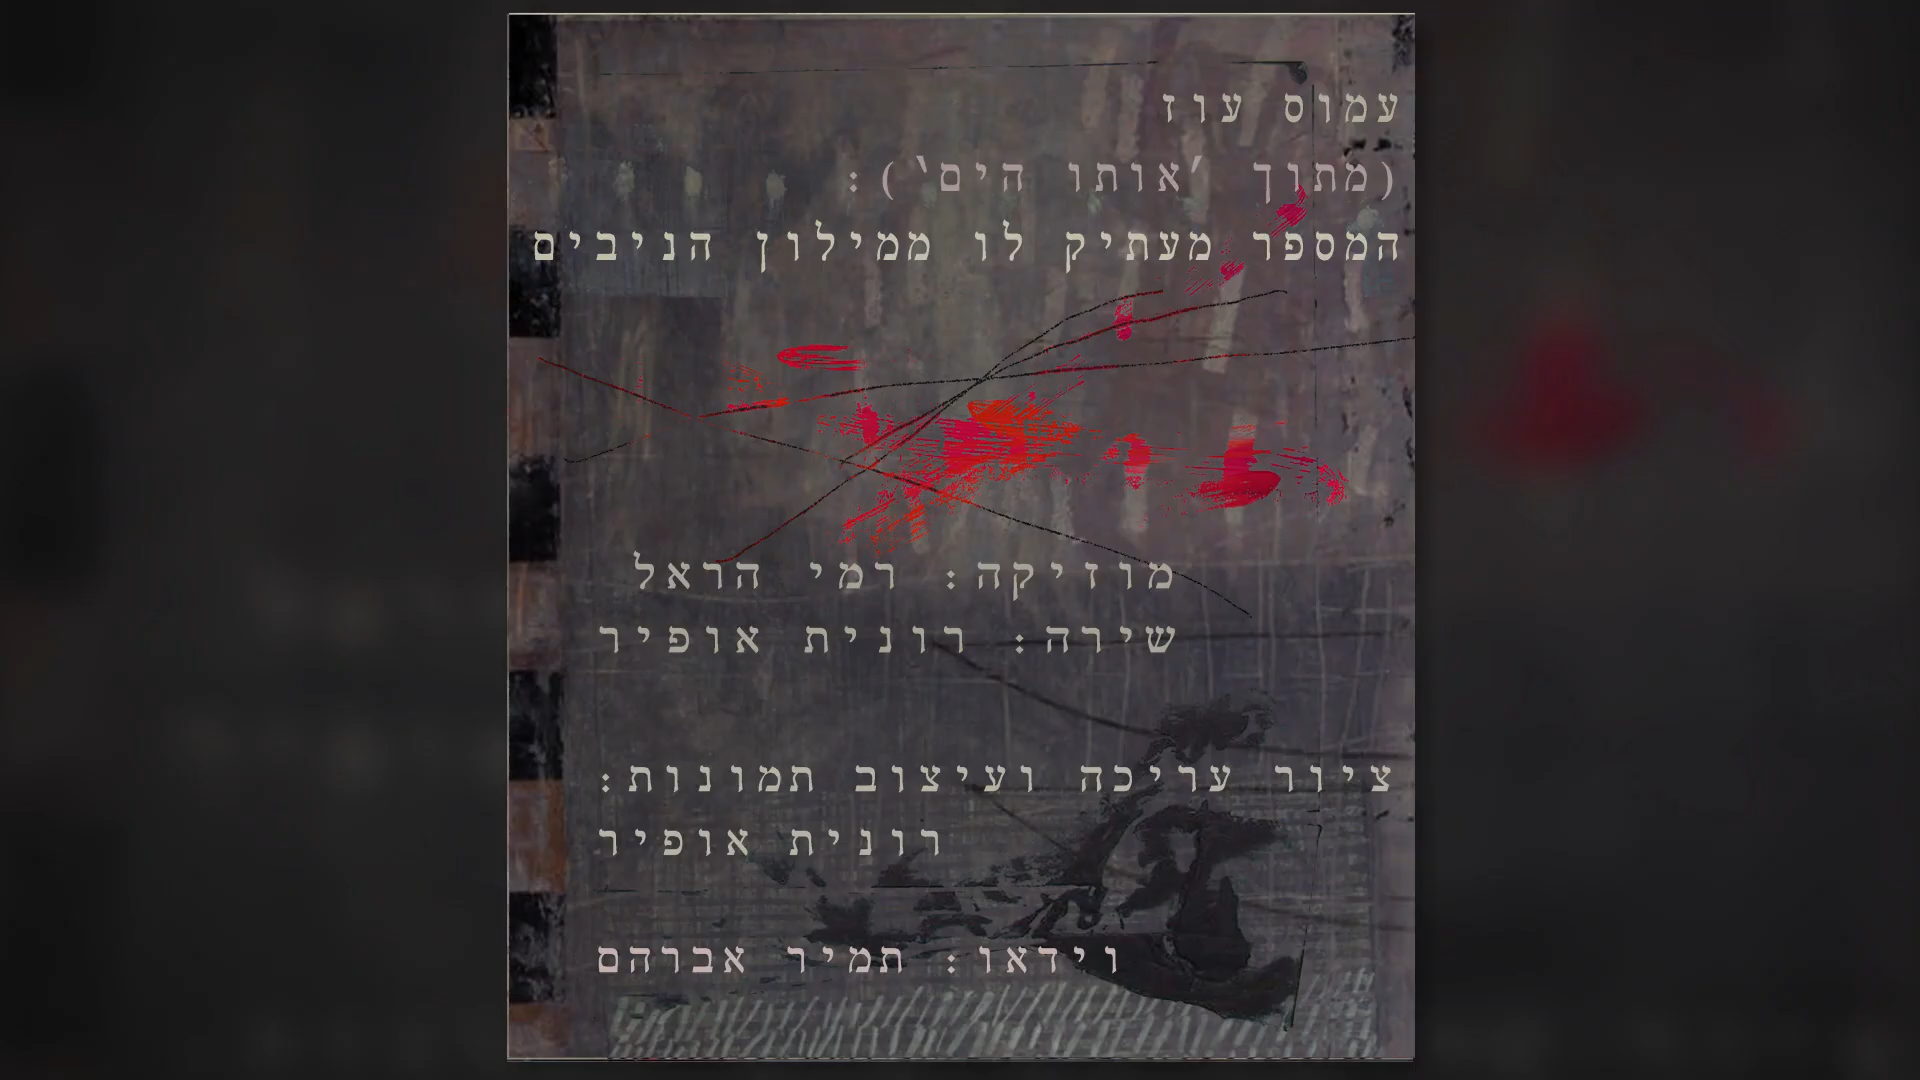 עמוס עוז
(מתוך 'אותו הים'):
המספר מעתיק לו ממילון הניבים
מוזיקה: רמי הראל
שירה: רונית אופיר
ציור עריכה ועיצוב תמונות:
רונית אופיר
וידאו: תמיר אברהם